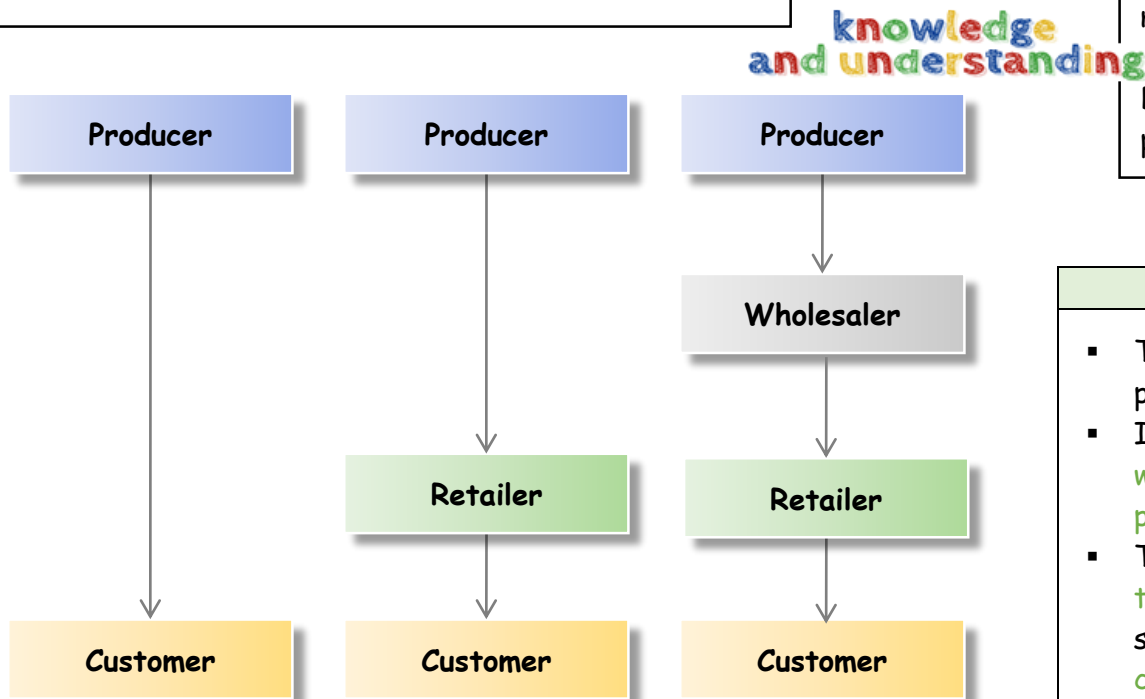 knowledge
and understanding
Producer
Producer
Producer
Wholesaler
Retailer
Retailer
Customer
Customer
Customer